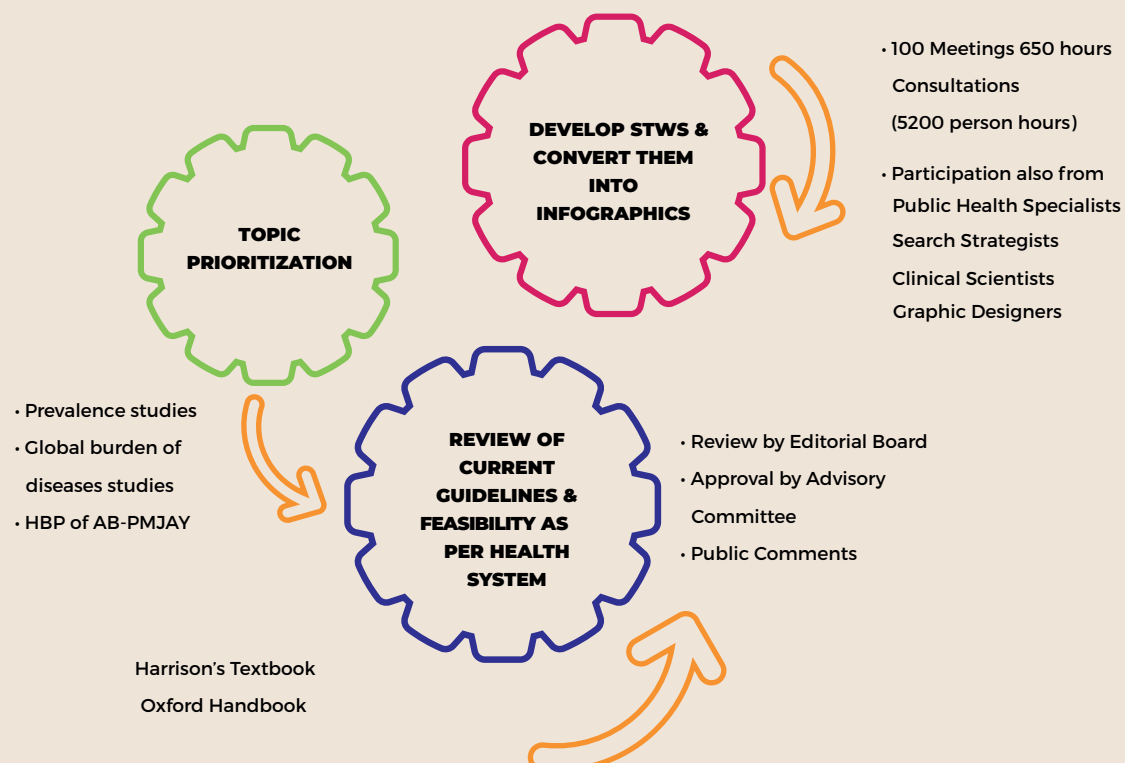 DEVELOP STWS &
CONVERT THEM
INTO
INFOGRAPHICS
• 100 Meetings 650 hours
Consultations
(5200 person hours)
• Participation also from
Public Health Specialists
Search Strategists
Clinical Scientists
Graphic Designers
TOPIC
PRIORITIZATION
• Prevalence studies
• Global burden of
diseases studies
• HBP of AB-PMJAY
REVIEW OF
CURRENT
GUIDELINES &
FEASIBILITY AS
PER HEALTH
SYSTEM
• Review by Editorial Board
• Approval by Advisory
Committee
• Public Comments
Harrison's Textbook
Oxford Handbook